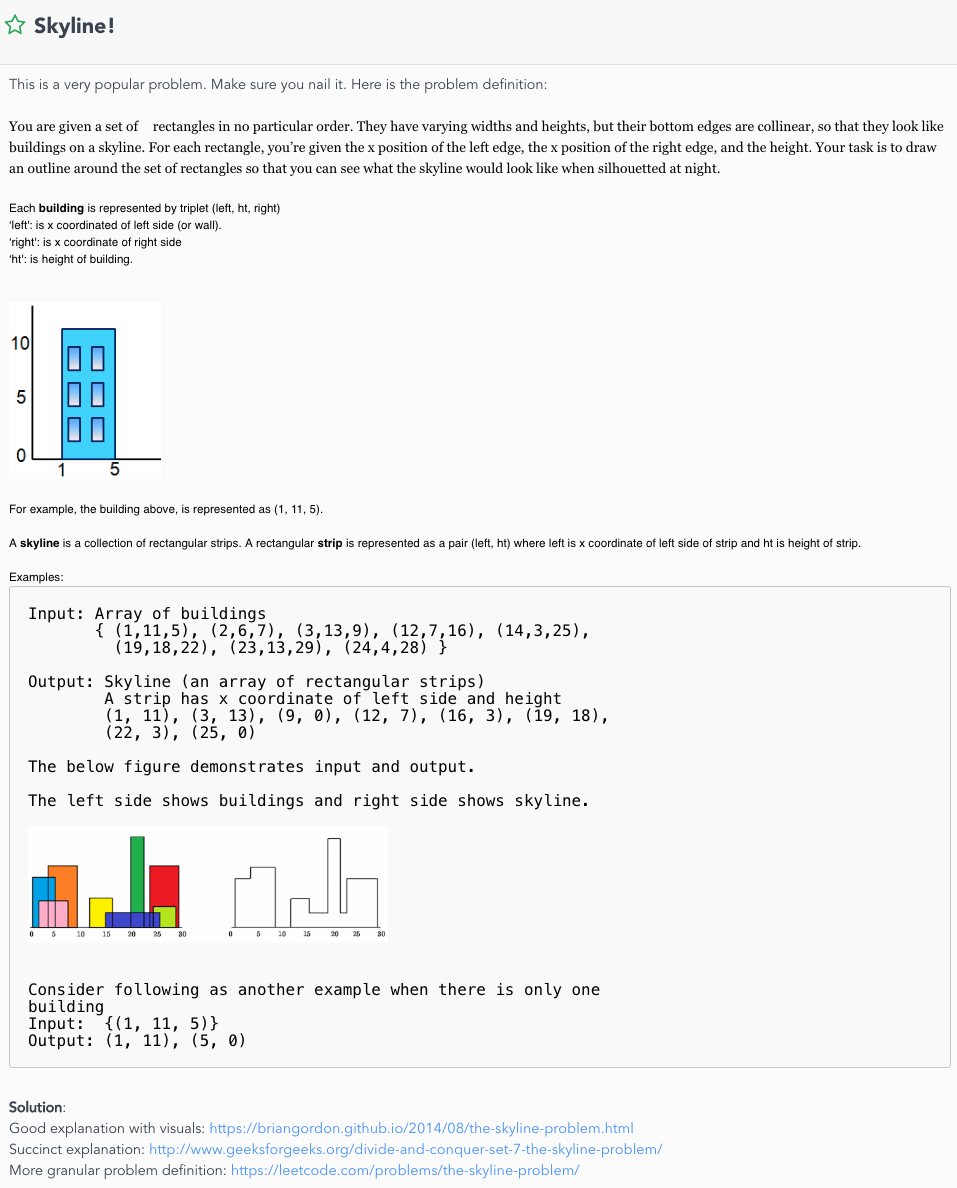 Skyline!
This is a very popular problem. Make sure you nail it. Here is the problem definition:
You are given a set of rectangles in no particular order. They have varying widths and heights, but their bottom edges are collinear, so that they look like
buildings on a skyline. For each rectangle, you're given the x position of the left edge, the x position of the right edge, and the height. Your task is to draw
an outline around the set of rectangles so that you can see what the skyline would look like when silhouetted at night.
Each building is represented by triplet (left, ht, right)
'left': is x coordinated of left side (or wall).
'right': is x coordinate of right side
'ht': is height of building.
10
5
0
1 5
For example, the building above, is represented as (1, 11, 5).
A skyline is a collection of rectangular strips. A rectangular strip is represented as a pair (left, ht) where left is x coordinate of left side of strip and ht is height of strip.
Examples:
Input: Array of buildings
{ (1,11,5), (2,6,7), (3,13,9), (12,7,16), (14,3,25),
(19,18,22), (23,13,29), (24,4,28) }
Output: Skyline (an array of rectangular strips)
A strip has x coordinate of left side and height
(1, 11), (3, 13), (9, 0), (12, 7), (16, 3), (19, 18),
(22, 3), (25, 0)
The below figure demonstrates input and output.
The left side shows buildings and right side shows skyline.
0 5 10 15 20 25 30 0 5 10 15 20 25 30
Consider following as another example when there is only one
building
Input: {(1, 11, 5)}
Output: (1, 11), (5, 0)
Solution:
Good explanation with visuals: https://briangordon.github.io/2014/08/the-skyline-problem.html
Succinct explanation: http://www.geeksforgeeks.org/divide-and-conquer-set-7-the-skyline-problem/
More granular problem definition: https://leetcode.com/problems/the-skyline-problem/